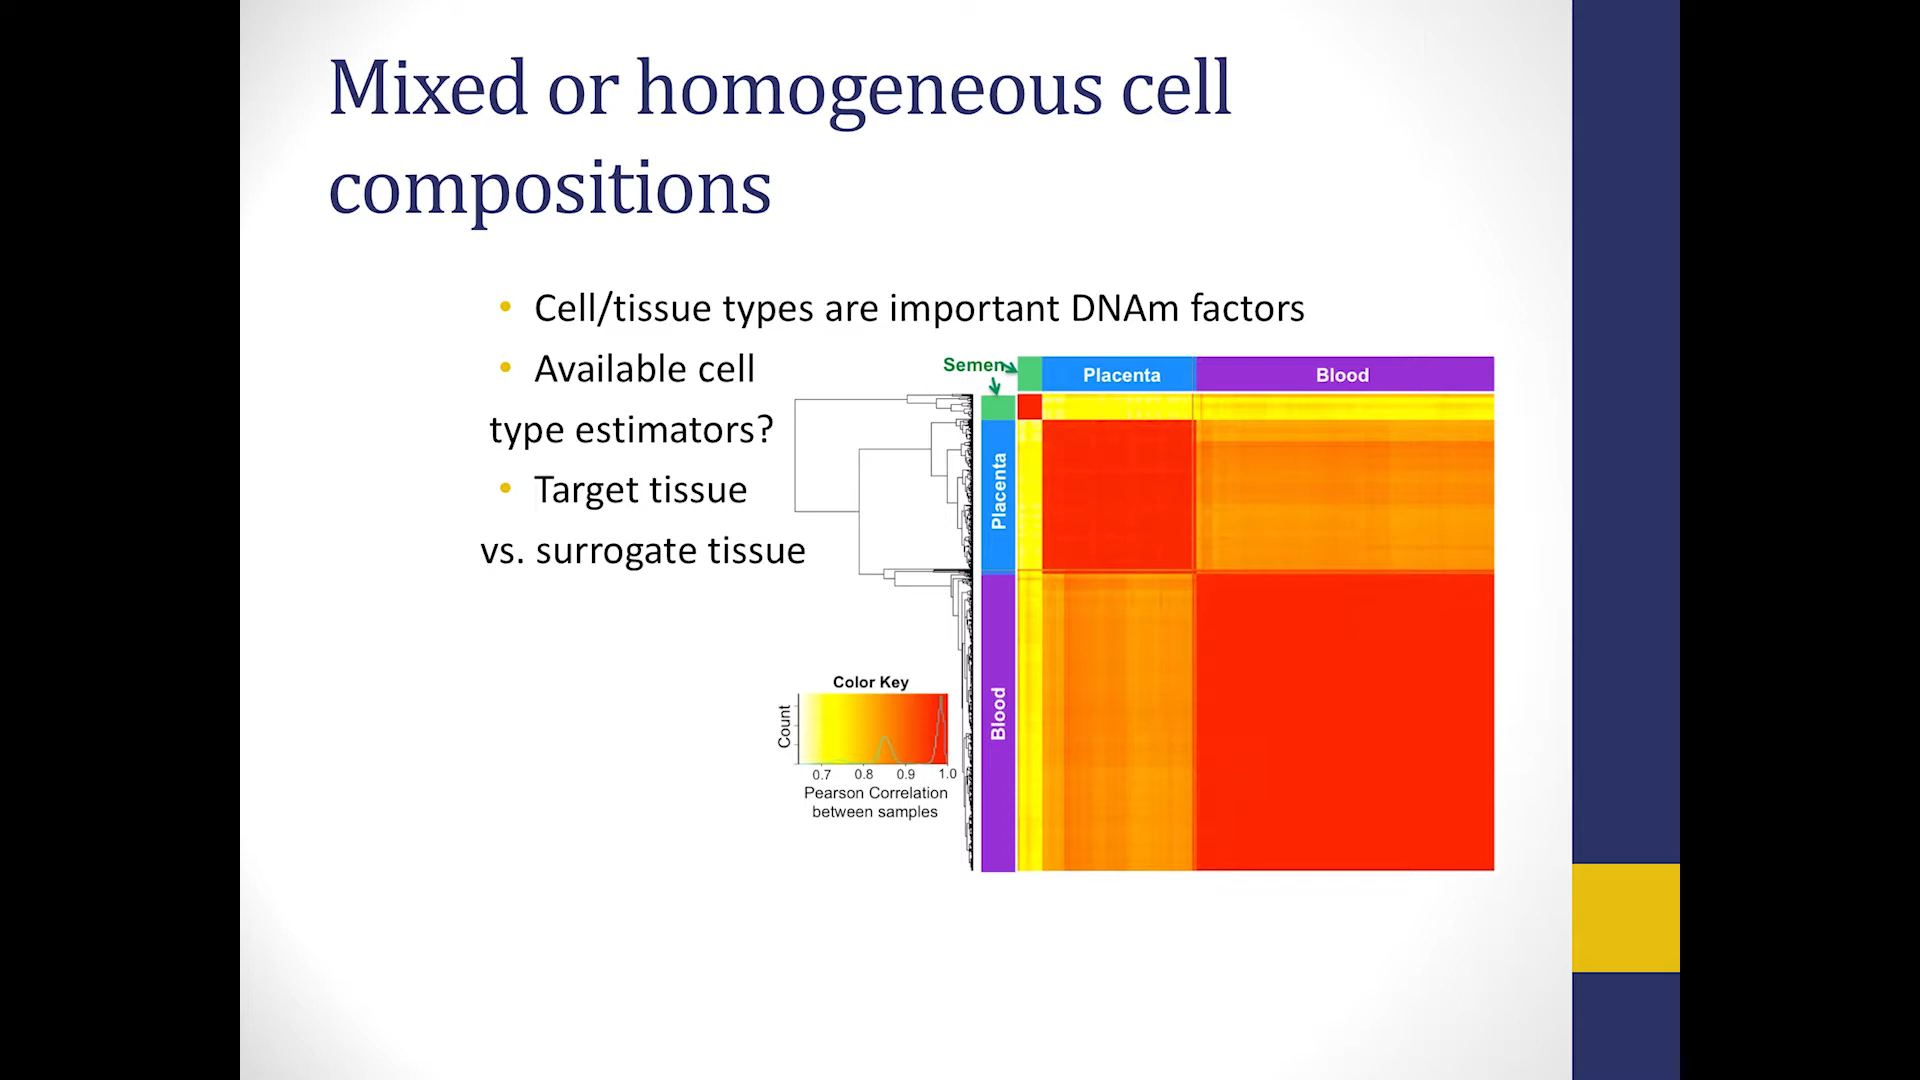 Mixed or homogeneous cell
compositions
• Cell/tissue types are important DNAm factors
• Available cell
type estimators?
• Target tissue
vs. surrogate tissue
Semen
Placenta
Blood
Placenta
Blood
Color Key
Count
0.7 0.8 0.9 1.0
Pearson Correlation
between samples